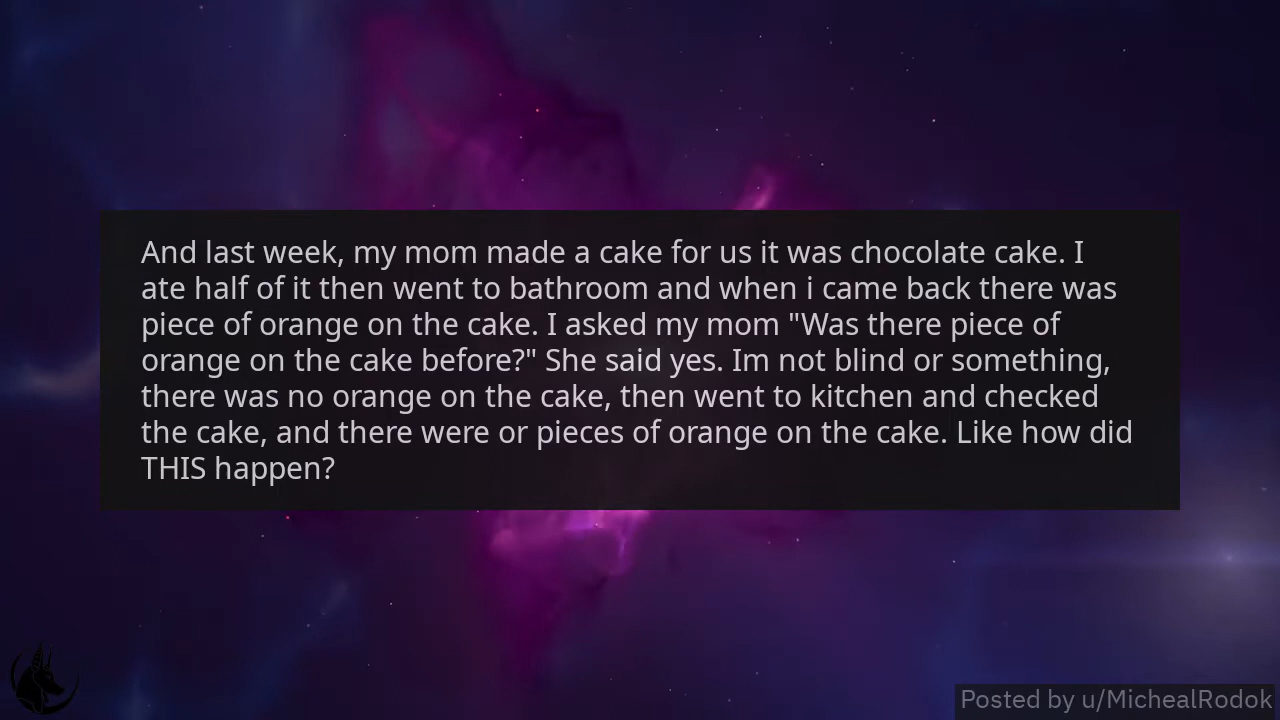 And last week, my mom made a cake for us it was chocolate cake. I
ate half of it then went to bathroom and when i came back there was
piece of orange on the cake. I asked my mom "Was there piece of
orange on the cake before?" She said yes. Im not blind or something,
there was no orange on the cake, then went to kitchen and checked
the cake, and there were or pieces of orange on the cake. Like how did
THIS happen?
Posted by u/MichealRodok